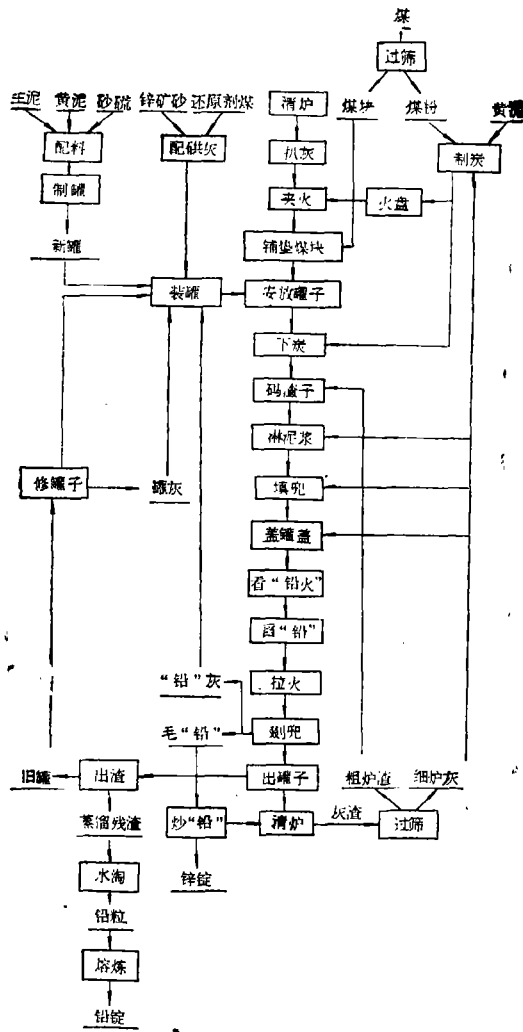 煤
过筛
生泥 黄泥 砂硫 锌矿砂 还原剂煤 清炉 煤块 煤粉 黄泥
配料 配硔灰 扒灰 制炭
制罐 夹火 火盘
新罐 铺垫煤块
装罐 安放罐子
下炭
码渣子
淋泥浆
修罐子 罐灰 填兜
盖罐盖
看“铅火”
舀“铅”
“铅”灰 拉火
毛“铅” 剅兜
旧罐 出渣 出罐子 粗炉渣 细炉灰
蒸溜残渣 炒“铅” 清炉 灰渣 过筛
水淘 锌锭
铅粒
熔炼
铅锭